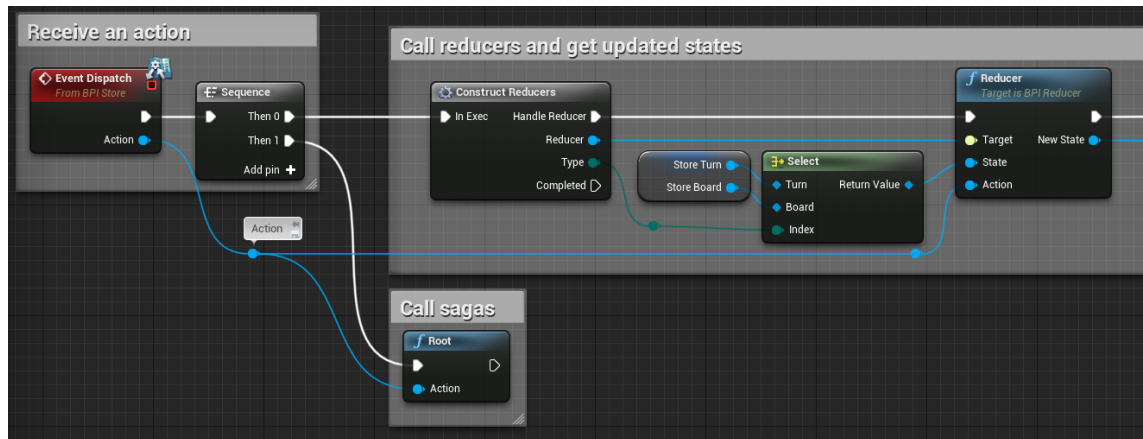 Receive an action
Event Dispatch
From BPI Store
Action
Sequence
Then 0
Then 1
Add pin +
Action
Call reducers and get updated states
Construct Reducers
In Exec Handle Reducer
Reducer
Type
Completed
Store Turn
Store Board
Select
Turn Return Value
Board
Index
f Reducer
Target is BPI Reducer
Target New State
State
Action
Call sagas
f Root
Action